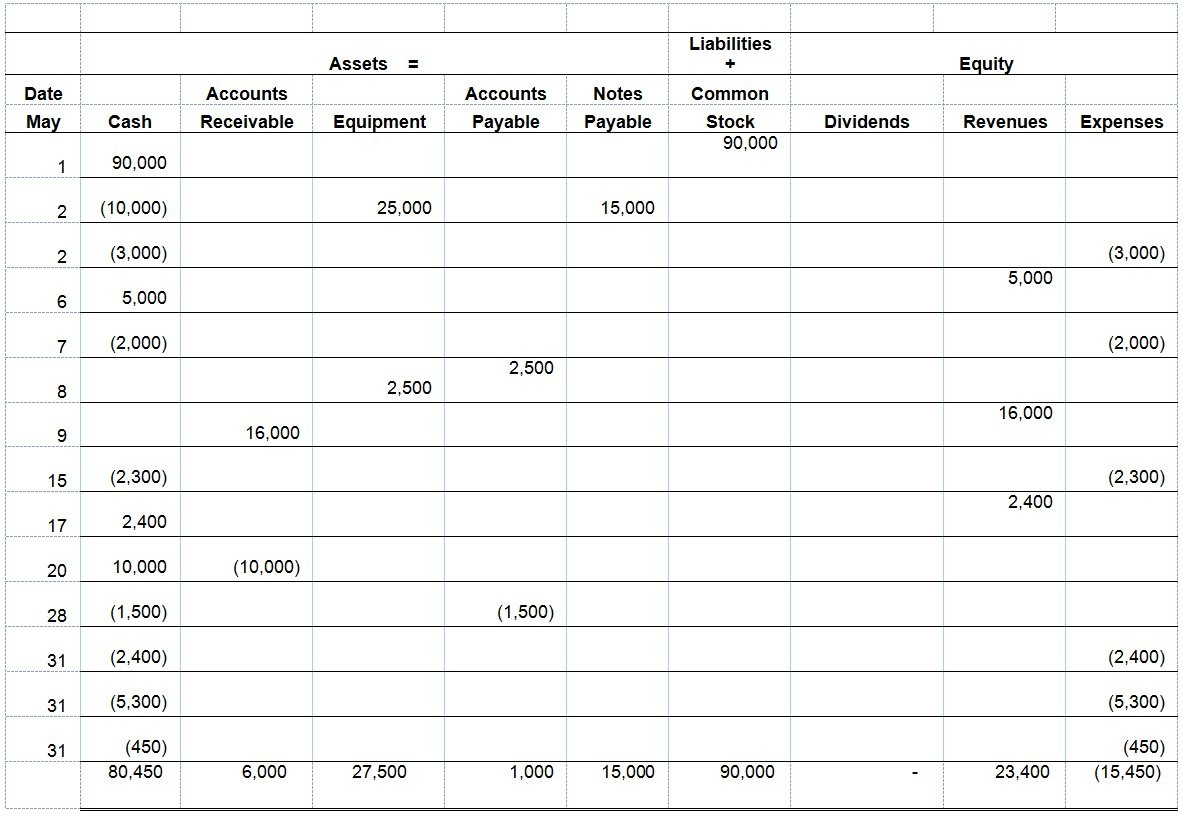 Liabilities
Assets = + Equity
Date Accounts Accounts Notes Common
May Cash Receivable Equipment Payable Payable Stock Dividends Revenues Expenses
1 90,000 90,000
2 (10,000) 25,000 15,000
2 (3,000) (3,000)
6 5,000 5,000
7 (2,000) (2,000)
8 2,500 2,500
9 16,000 16,000
15 (2,300) (2,300)
17 2,400 2,400
20 10,000 (10,000)
28 (1,500) (1,500)
31 (2,400) (2,400)
31 (5,300) (5,300)
31 (450) (450)
80,450 6,000 27,500 1,000 15,000 90,000 - 23,400 (15,450)